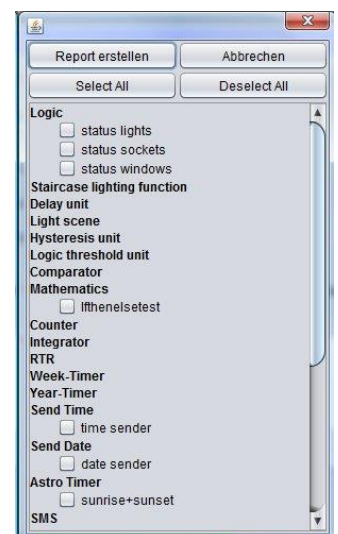 Report erstellen Abbrechen
Select All Deselect All
Logic
status lights
status sockets
status windows
Staircase lighting function
Delay unit
Light scene
Hysteresis unit
Logic threshold unit
Comparator
Mathematics
Ifthenelsetest
Counter
Integrator
RTR
Week-Timer
Year-Timer
Send Time
time sender
Send Date
date sender
Astro Timer
sunrise+sunset
SMS